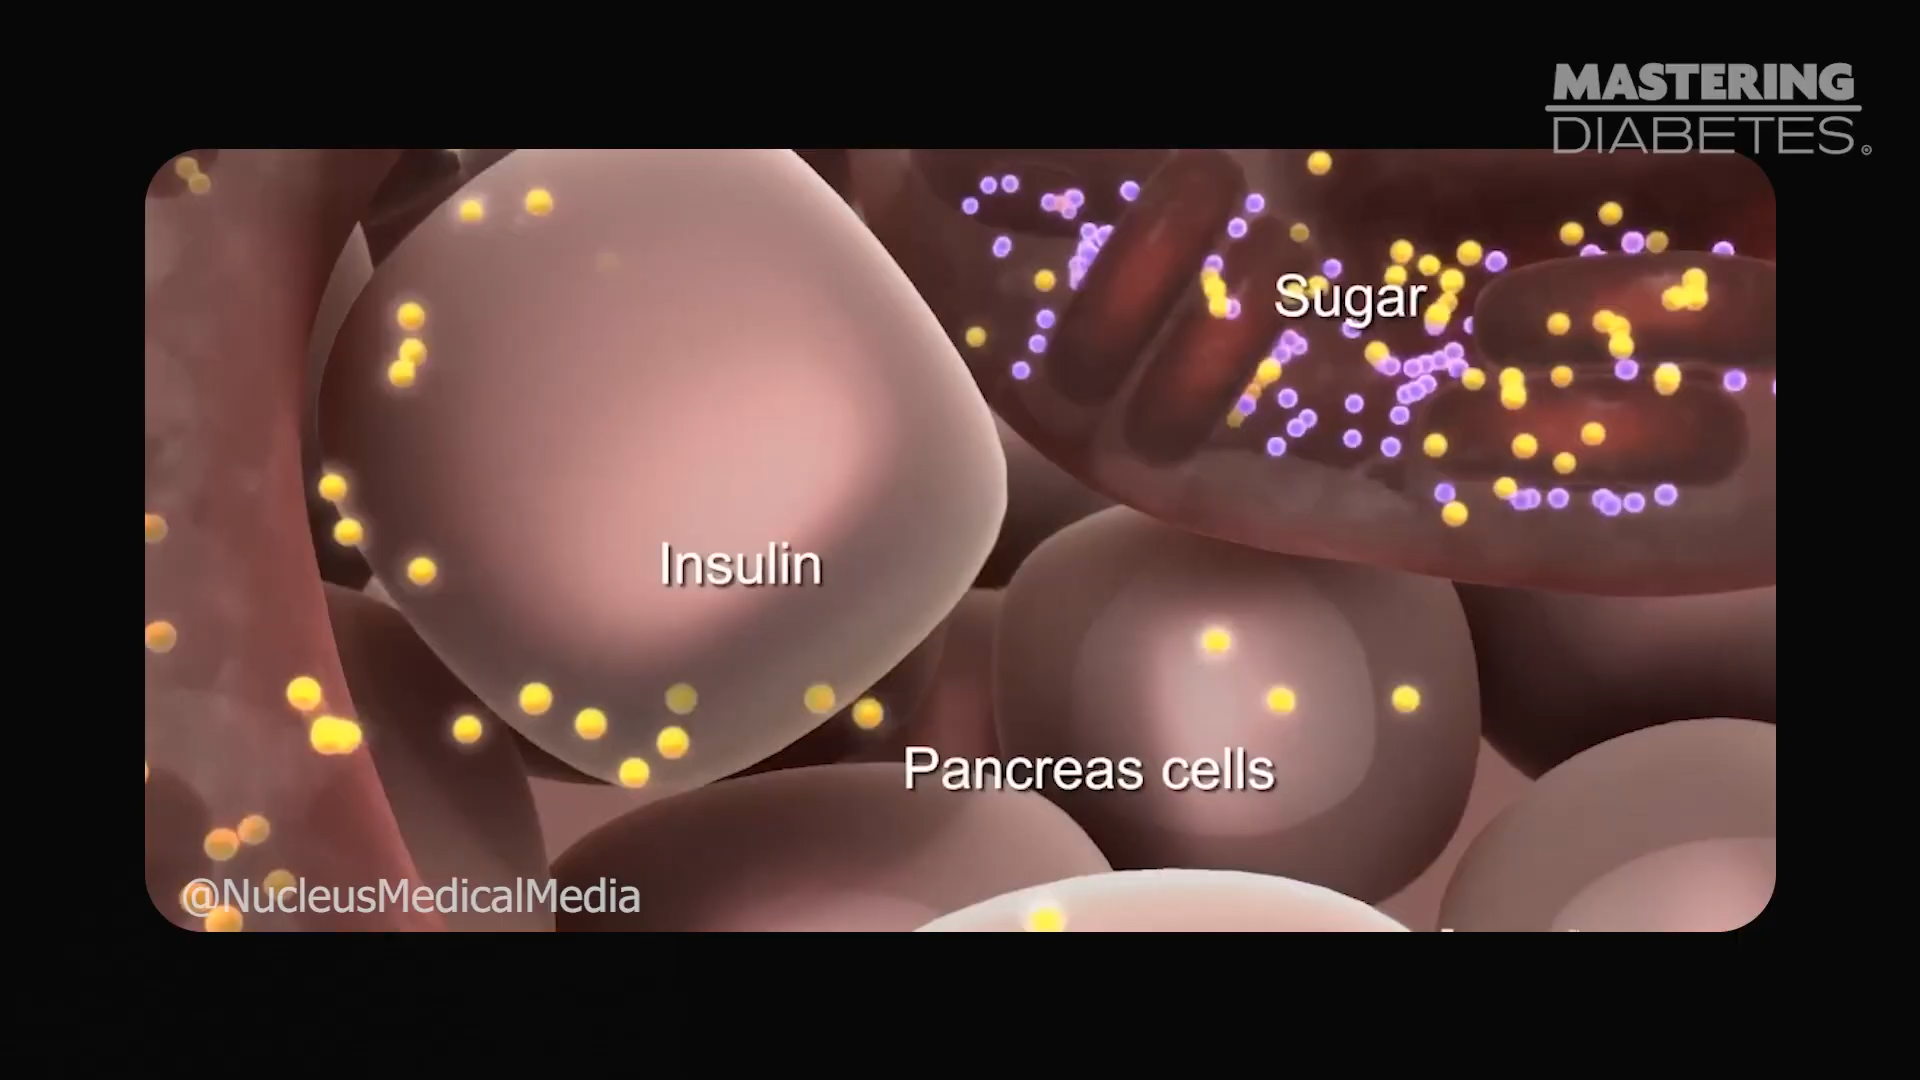 MASTERING
DIABETES®
Sugar
Insulin
Pancreas cells
@NucleusMedicalMedia